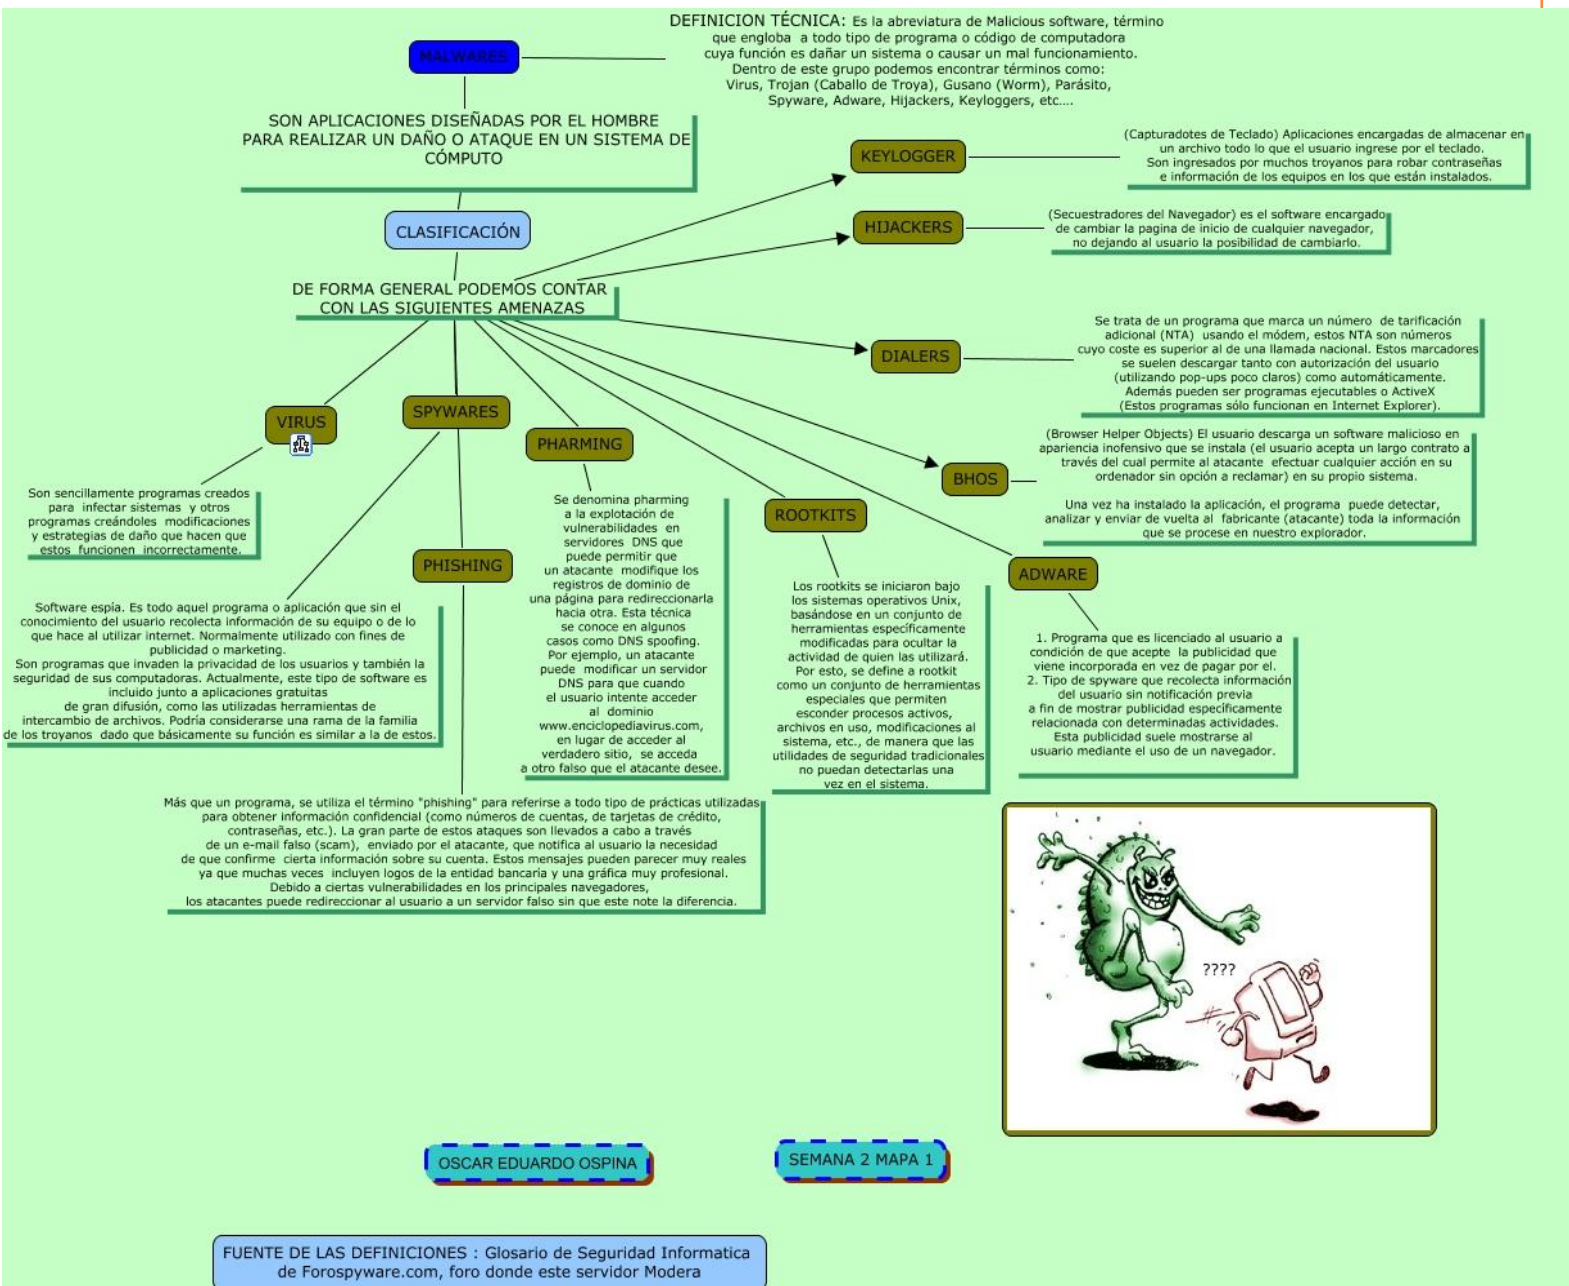 DEFINICION TÉCNICA: Es la abreviatura de Malicious software, término
que engloba a todo tipo de programa o código de computadora
cuya función es dañar un sistema o causar un mal funcionamiento.
Dentro de este grupo podemos encontrar términos como:
Virus, Trojan (Caballo de Troya), Gusano (Worm), Parásito,
Spyware, Adware, Hijackers, Keyloggers, etc....
MALWARES
SON APLICACIONES DISEÑADAS POR EL HOMBRE
PARA REALIZAR UN DAÑO O ATAQUE EN UN SISTEMA DE
CÓMPUTO
CLASIFICACIÓN
DE FORMA GENERAL PODEMOS CONTAR
CON LAS SIGUIENTES AMENAZAS
KEYLOGGER
(Capturadotes de Teclado) Aplicaciones encargadas de almacenar en
un archivo todo lo que el usuario ingrese por el teclado.
Son ingresados por muchos troyanos para robar contraseñas
e información de los equipos en los que están instalados.
HIJACKERS
(Secuestradores del Navegador) es el software encargado
de cambiar la pagina de inicio de cualquier navegador,
no dejando al usuario la posibilidad de cambiarlo.
DIALERS
Se trata de un programa que marca un número de tarificación
adicional (NTA) usando el módem, estos NTA son números
cuyo coste es superior al de una llamada nacional. Estos marcadores
se suelen descargar tanto con autorización del usuario
(utilizando pop-ups poco claros) como automáticamente.
Además pueden ser programas ejecutables o ActiveX
(Estos programas sólo funcionan en Internet Explorer).
BHOS
(Browser Helper Objects) El usuario descarga un software malicioso en
apariencia inofensivo que se instala (el usuario acepta un largo contrato a
través del cual permite al atacante efectuar cualquier acción en su
ordenador sin opción a reclamar) en su propio sistema.
Una vez ha instalado la aplicación, el programa puede detectar,
analizar y enviar de vuelta al fabricante (atacante) toda la información
que se procese en nuestro explorador.
VIRUS
Son sencillamente programas creados
para infectar sistemas y otros
programas creándoles modificaciones
y estrategias de daño que hacen que
estos funcionen incorrectamente.
SPYWARES
Software espía. Es todo aquel programa o aplicación que sin el
conocimiento del usuario recolecta información de su equipo o de lo
que hace al utilizar internet. Normalmente utilizado con fines de
publicidad o marketing.
Son programas que invaden la privacidad de los usuarios y también la
seguridad de sus computadoras. Actualmente, este tipo de software es
incluido junto a aplicaciones gratuitas
de gran difusión, como las utilizadas herramientas de
intercambio de archivos. Podría considerarse una rama de la familia
de los troyanos dado que básicamente su función es similar a la de estos.
PHISHING
Más que un programa, se utiliza el término "phishing" para referirse a todo tipo de prácticas utilizadas
para obtener información confidencial (como números de cuentas, de tarjetas de crédito,
contraseñas, etc.). La gran parte de estos ataques son llevados a cabo a través
de un e-mail falso (scam), enviado por el atacante, que notifica al usuario la necesidad
de que confirme cierta información sobre su cuenta. Estos mensajes pueden parecer muy reales
ya que muchas veces incluyen logos de la entidad bancaria y una gráfica muy profesional.
Debido a ciertas vulnerabilidades en los principales navegadores,
los atacantes puede redireccionar al usuario a un servidor falso sin que este note la diferencia.
PHARMING
Se denomina pharming
a la explotación de
vulnerabilidades en
servidores DNS que
puede permitir que
un atacante modifique los
registros de dominio de
una página para redireccionarla
hacia otra. Esta técnica
se conoce en algunos
casos como DNS spoofing.
Por ejemplo, un atacante
puede modificar un servidor
DNS para que cuando
el usuario intente acceder
al dominio
www.enciclopediavirus.com,
en lugar de acceder al
verdadero sitio, se acceda
a otro falso que el atacante desee.
ROOTKITS
Los rootkits se iniciaron bajo
los sistemas operativos Unix,
basándose en un conjunto de
herramientas específicamente
modificadas para ocultar la
actividad de quien las utilizará.
Por esto, se define a rootkit
como un conjunto de herramientas
especiales que permiten
esconder procesos activos,
archivos en uso, modificaciones al
sistema, etc., de manera que las
utilidades de seguridad tradicionales
no puedan detectarlas una
vez en el sistema.
ADWARE
1. Programa que es licenciado al usuario a
condición de que acepte la publicidad que
viene incorporada en vez de pagar por el.
2. Tipo de spyware que recolecta información
del usuario sin notificación previa
a fin de mostrar publicidad específicamente
relacionada con determinadas actividades.
Esta publicidad suele mostrarse al
usuario mediante el uso de un navegador.
????
OSCAR EDUARDO OSPINA
SEMANA 2 MAPA 1
FUENTE DE LAS DEFINICIONES : Glosario de Seguridad Informatica
de Forospyware.com, foro donde este servidor Modera